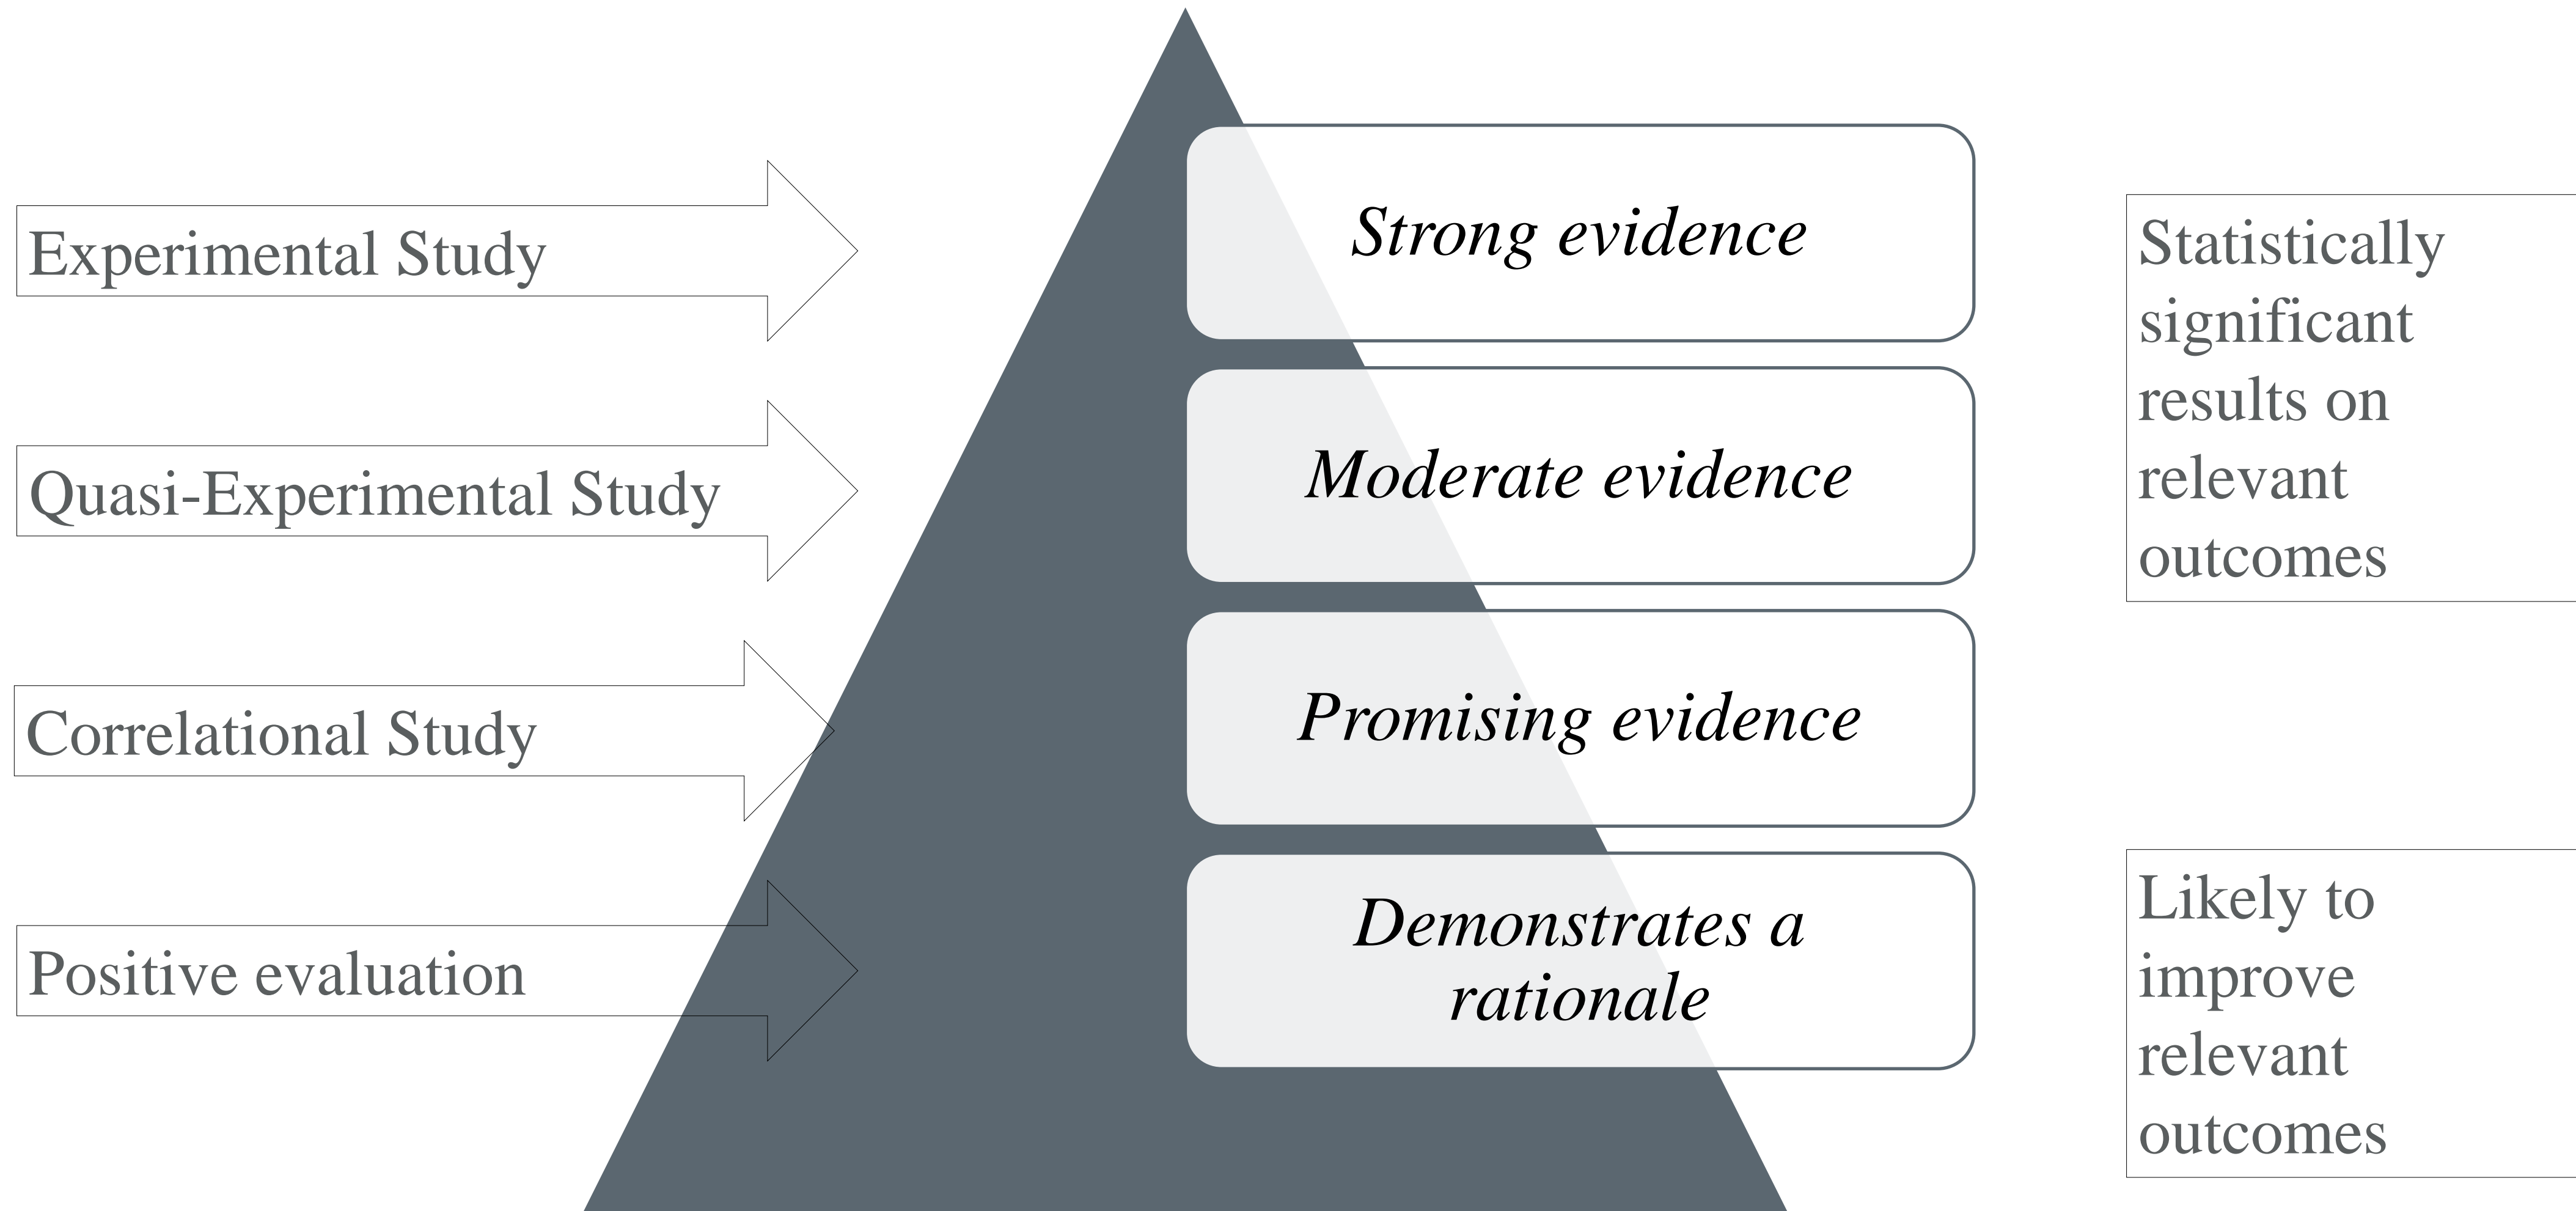 Experimental Study
Quasi-Experimental Study
Correlational Study
Positive evaluation
Strong evidence
Moderate evidence
Promising evidence
Demonstrates a
rationale
Statistically
significant
results on
relevant
outcomes
Likely to
improve
relevant
outcomes